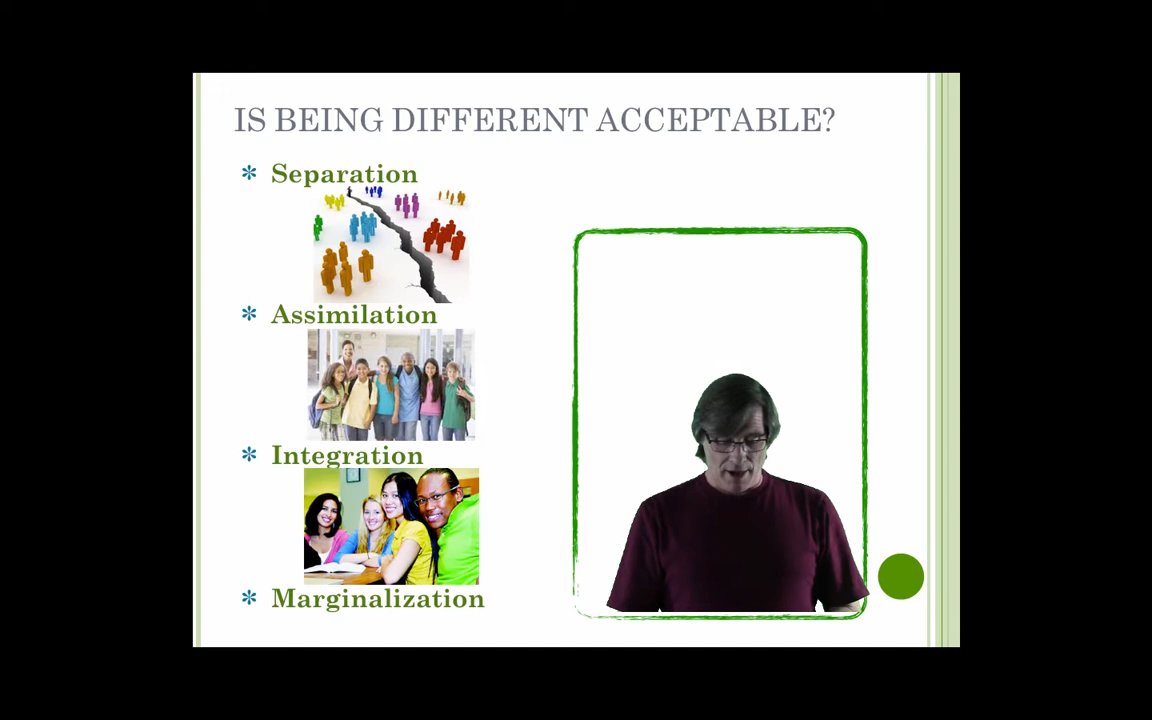 IS BEING DIFFERENT ACCEPTABLE?
* Separation
* Assimilation
* Integration
* Marginalization